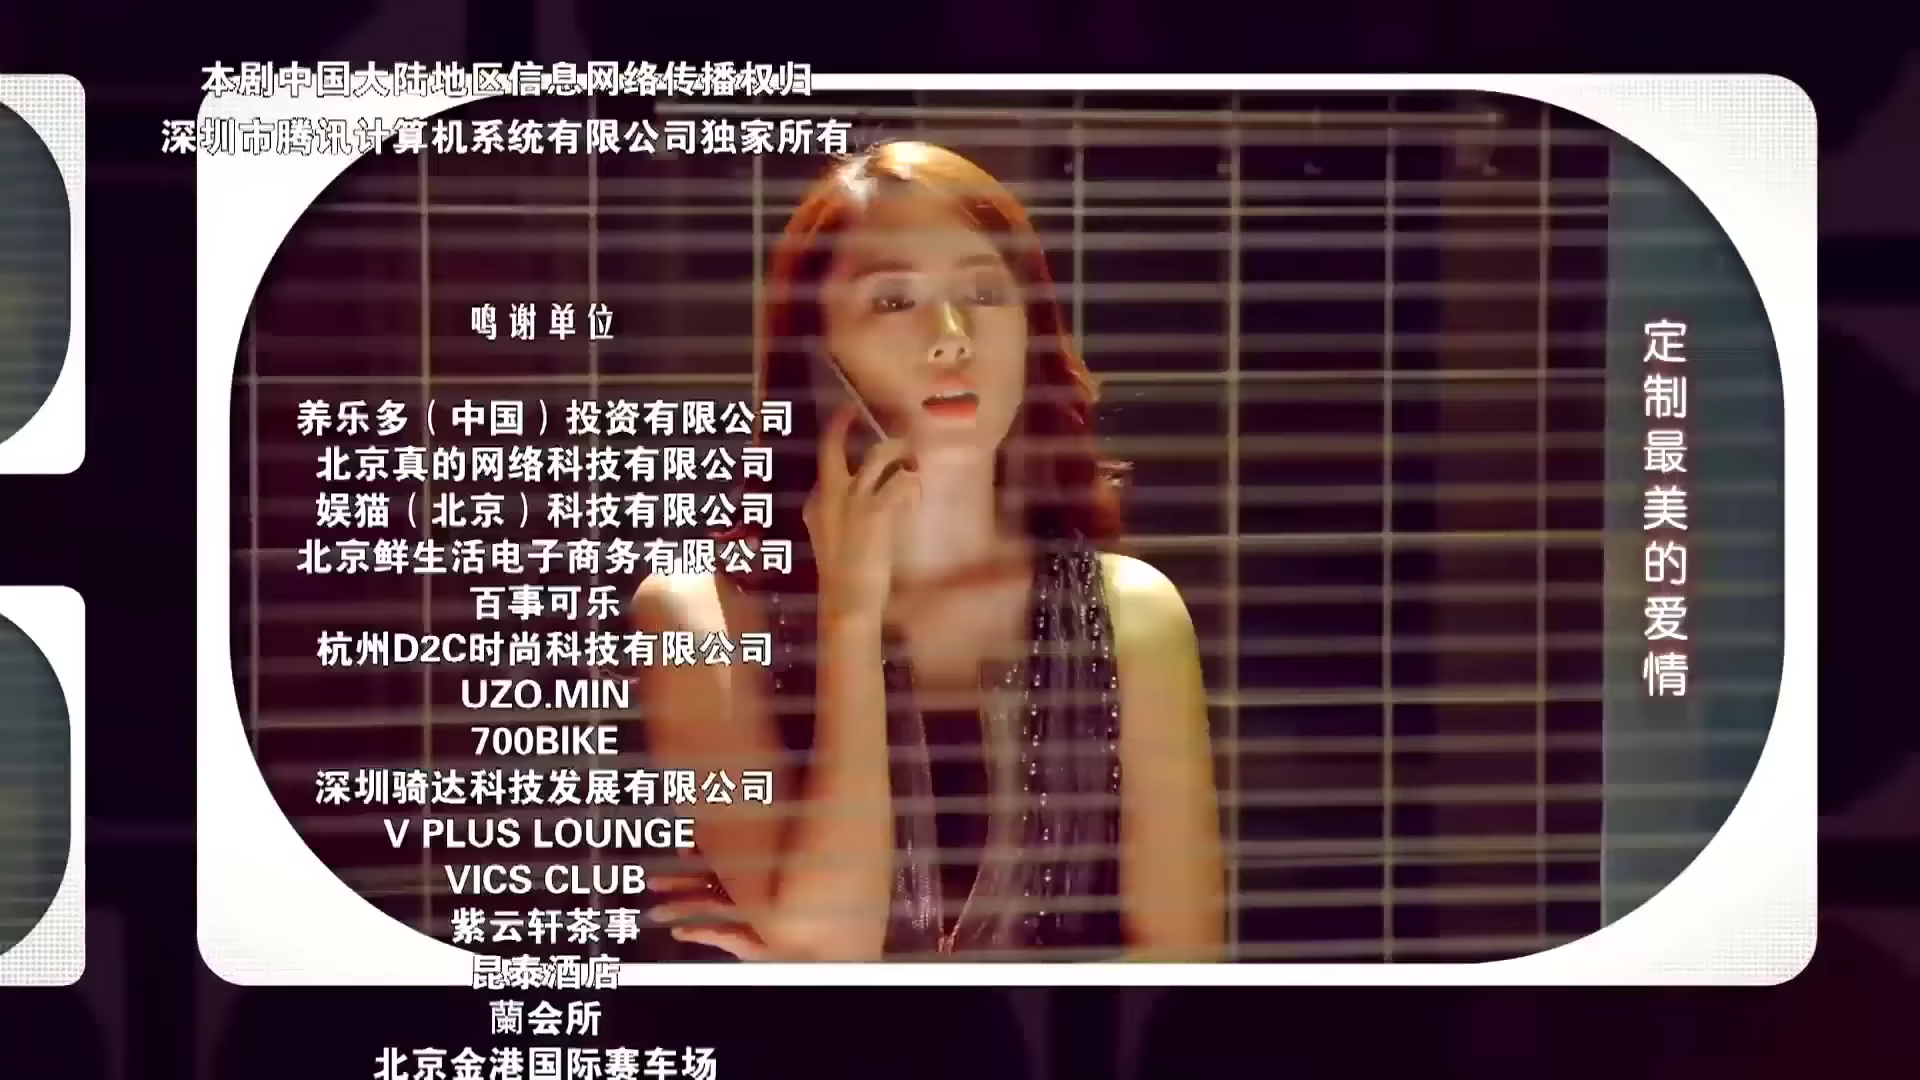 本剧中国大陆地区信息网络传播权归
深圳市腾讯计算机系统有限公司独家所有
鸣谢单位
养乐多（中国）投资有限公司
北京真的网络科技有限公司
娱猫（北京）科技有限公司
北京鲜生活电子商务有限公司
百事可乐
杭州D2C时尚科技有限公司
UZO.MIN
700BIKE
深圳骑达科技发展有限公司
V PLUS LOUNGE
VICS CLUB
紫云轩茶事
昆泰酒店
蘭会所
北京金港国际赛车场
定制最美的爱情